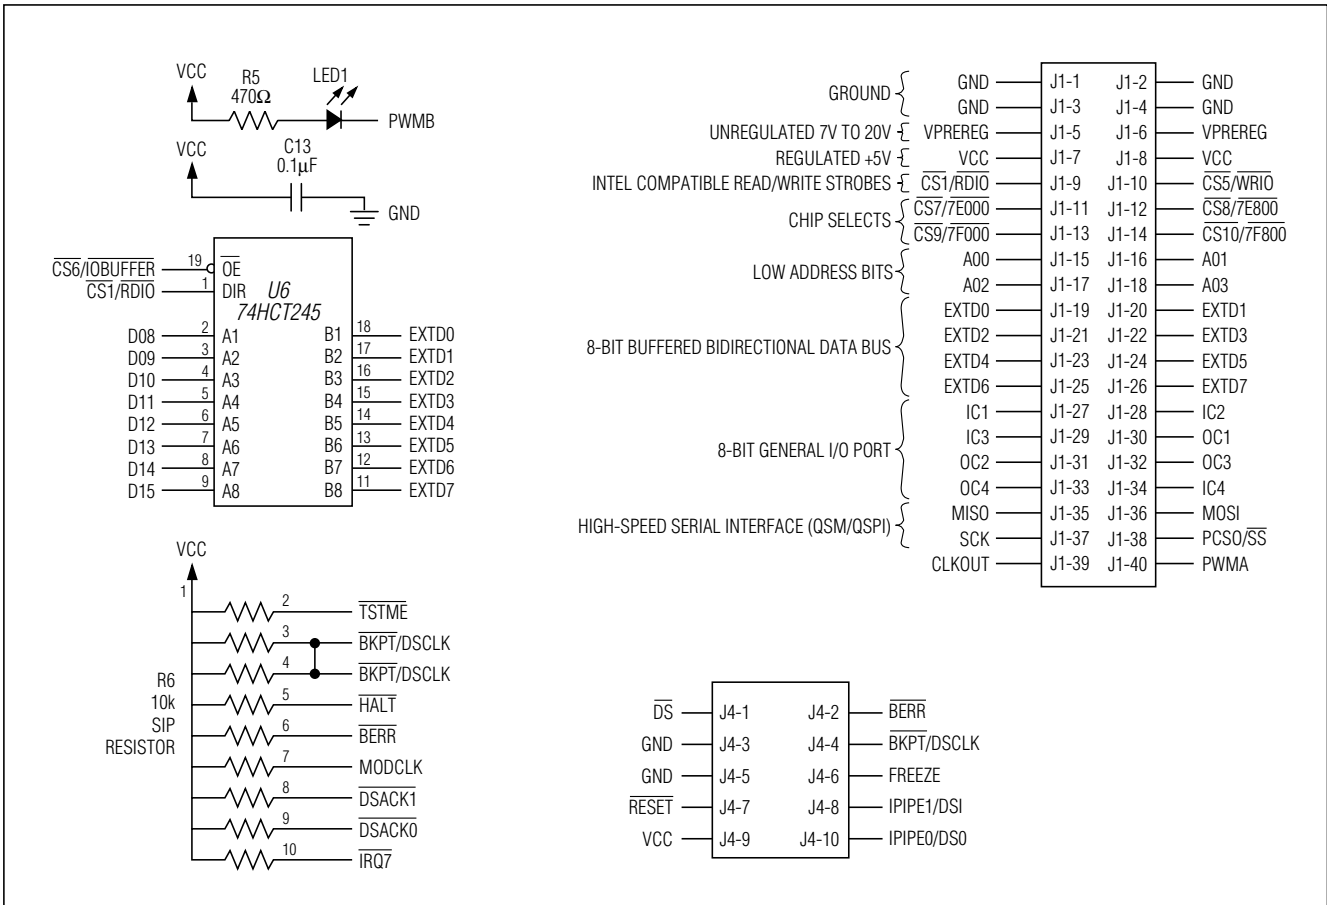 VCC
R5
470Ω
LED1
PWMB
VCC
C13
0.1µF
GND
CS6/IOBUFFER 19 OE
CS1/RDIO 1 DIR
U6
74HCT245
D08 2 A1 B1 18 EXTD0
D09 3 A2 B2 17 EXTD1
D10 4 A3 B3 16 EXTD2
D11 5 A4 B4 15 EXTD3
D12 6 A5 B5 14 EXTD4
D13 7 A6 B6 13 EXTD5
D14 8 A7 B7 12 EXTD6
D15 9 A8 B8 11 EXTD7
VCC
1
2 TSTME
3 BKPT/DSCLK
4 BKPT/DSCLK
5 HALT
6 BERR
7 MODCLK
8 DSACK1
9 DSACK0
10 IRQ7
R6
10k
SIP
RESISTOR
GROUND
UNREGULATED 7V TO 20V
REGULATED +5V
INTEL COMPATIBLE READ/WRITE STROBES
CHIP SELECTS
LOW ADDRESS BITS
8-BIT BUFFERED BIDIRECTIONAL DATA BUS
8-BIT GENERAL I/O PORT
HIGH-SPEED SERIAL INTERFACE (QSM/QSPI)
GND J1-1 J1-2 GND
GND J1-3 J1-4 GND
VPREREG J1-5 J1-6 VPREREG
VCC J1-7 J1-8 VCC
CS1/RDIO J1-9 J1-10 CS5/WRIO
CS7/7E000 J1-11 J1-12 CS8/7E800
CS9/7F000 J1-13 J1-14 CS10/7F800
A00 J1-15 J1-16 A01
A02 J1-17 J1-18 A03
EXTD0 J1-19 J1-20 EXTD1
EXTD2 J1-21 J1-22 EXTD3
EXTD4 J1-23 J1-24 EXTD5
EXTD6 J1-25 J1-26 EXTD7
IC1 J1-27 J1-28 IC2
IC3 J1-29 J1-30 OC1
OC2 J1-31 J1-32 OC3
OC4 J1-33 J1-34 IC4
MISO J1-35 J1-36 MOSI
SCK J1-37 J1-38 PCSO/SS
CLKOUT J1-39 J1-40 PWMA
DS J4-1 J4-2 BERR
GND J4-3 J4-4 BKPT/DSCLK
GND J4-5 J4-6 FREEZE
RESET J4-7 J4-8 IPIPE1/DSI
VCC J4-9 J4-10 IPIPE0/DS0